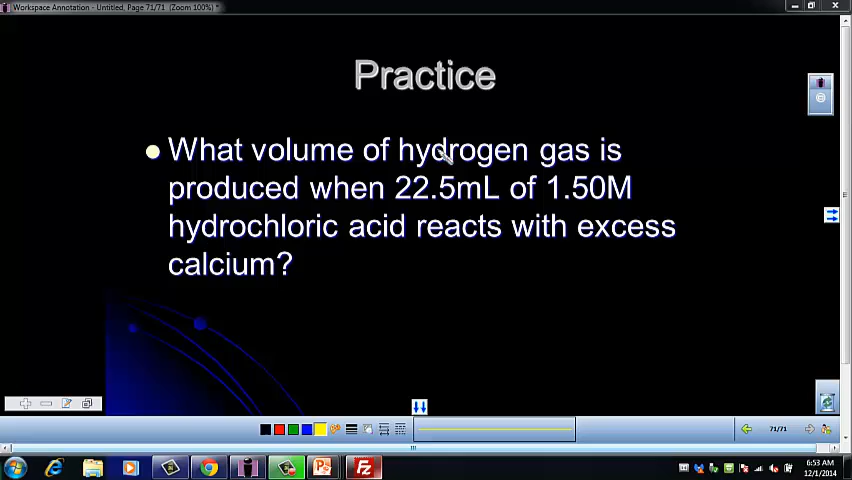 Workspace Annotation - Untitled, Page 71/71 (Zoom 100%) *
Practice
What volume of hydrogen gas is
produced when 22.5mL of 1.50M
hydrochloric acid reacts with excess
calcium?
71/71
6:53 AM
12/1/2014